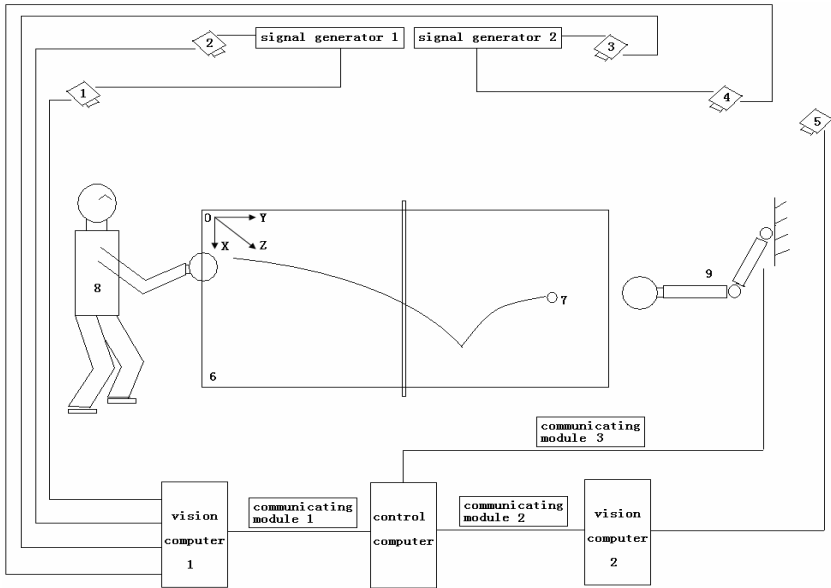 2
signal generator 1
signal generator 2
3
1
4
5
O
Y
X
Z
8
9
7
6
communicating
module 3
vision
computer
1
communicating
module 1
control
computer
communicating
module 2
vision
computer
2